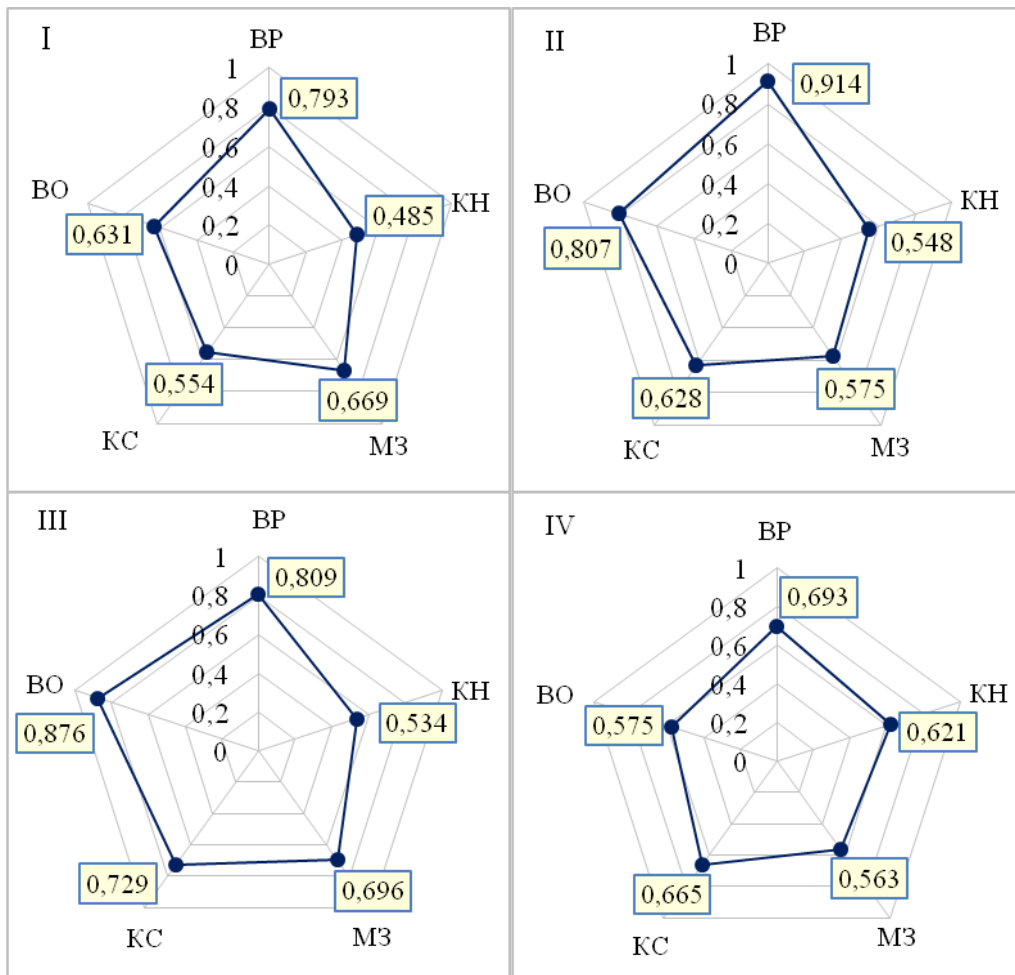 I
ВР
1
0,793
0,8
0,6
ВО
КН
0,4
0,485
0,631
0,2
0
0,554
0,669
КС
МЗ
II
ВР
1
0,914
0,8
0,6
ВО
КН
0,4
0,807
0,2
0,548
0
0,628
0,575
КС
МЗ
III
ВР
1
0,809
0,8
0,6
ВО
КН
0,4
0,876
0,2
0,534
0
0,729
0,696
КС
МЗ
IV
ВР
1
0,693
0,8
0,6
ВО
КН
0,4
0,575
0,621
0,2
0
0,665
0,563
КС
МЗ